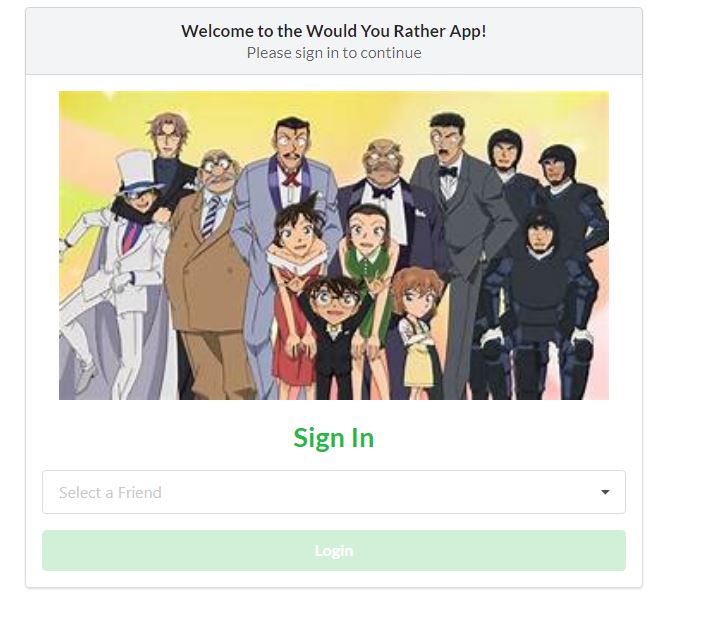 Welcome to the Would You Rather App!
Please sign in to continue
Sign In
Select a Friend
Login